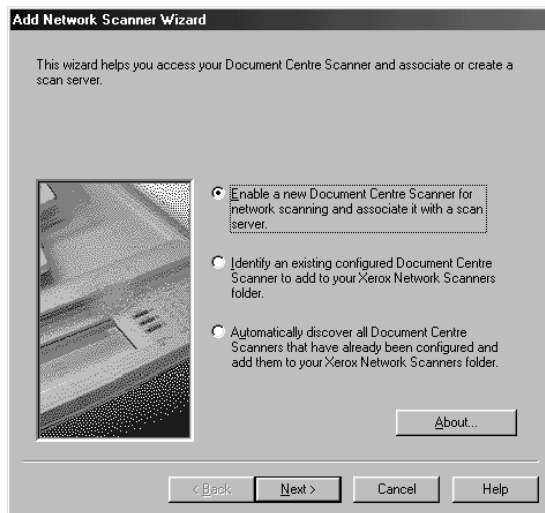 Add Network Scanner Wizard
This wizard helps you access your Document Centre Scanner and associate or create a
scan server.
Enable a new Document Centre Scanner for
network scanning and associate it with a scan
server.
Identify an existing configured Document Centre
Scanner to add to your Xerox Network Scanners
folder.
Automatically discover all Document Centre
Scanners that have already been configured and
add them to your Xerox Network Scanners folder.
About...
< Back
Next >
Cancel
Help